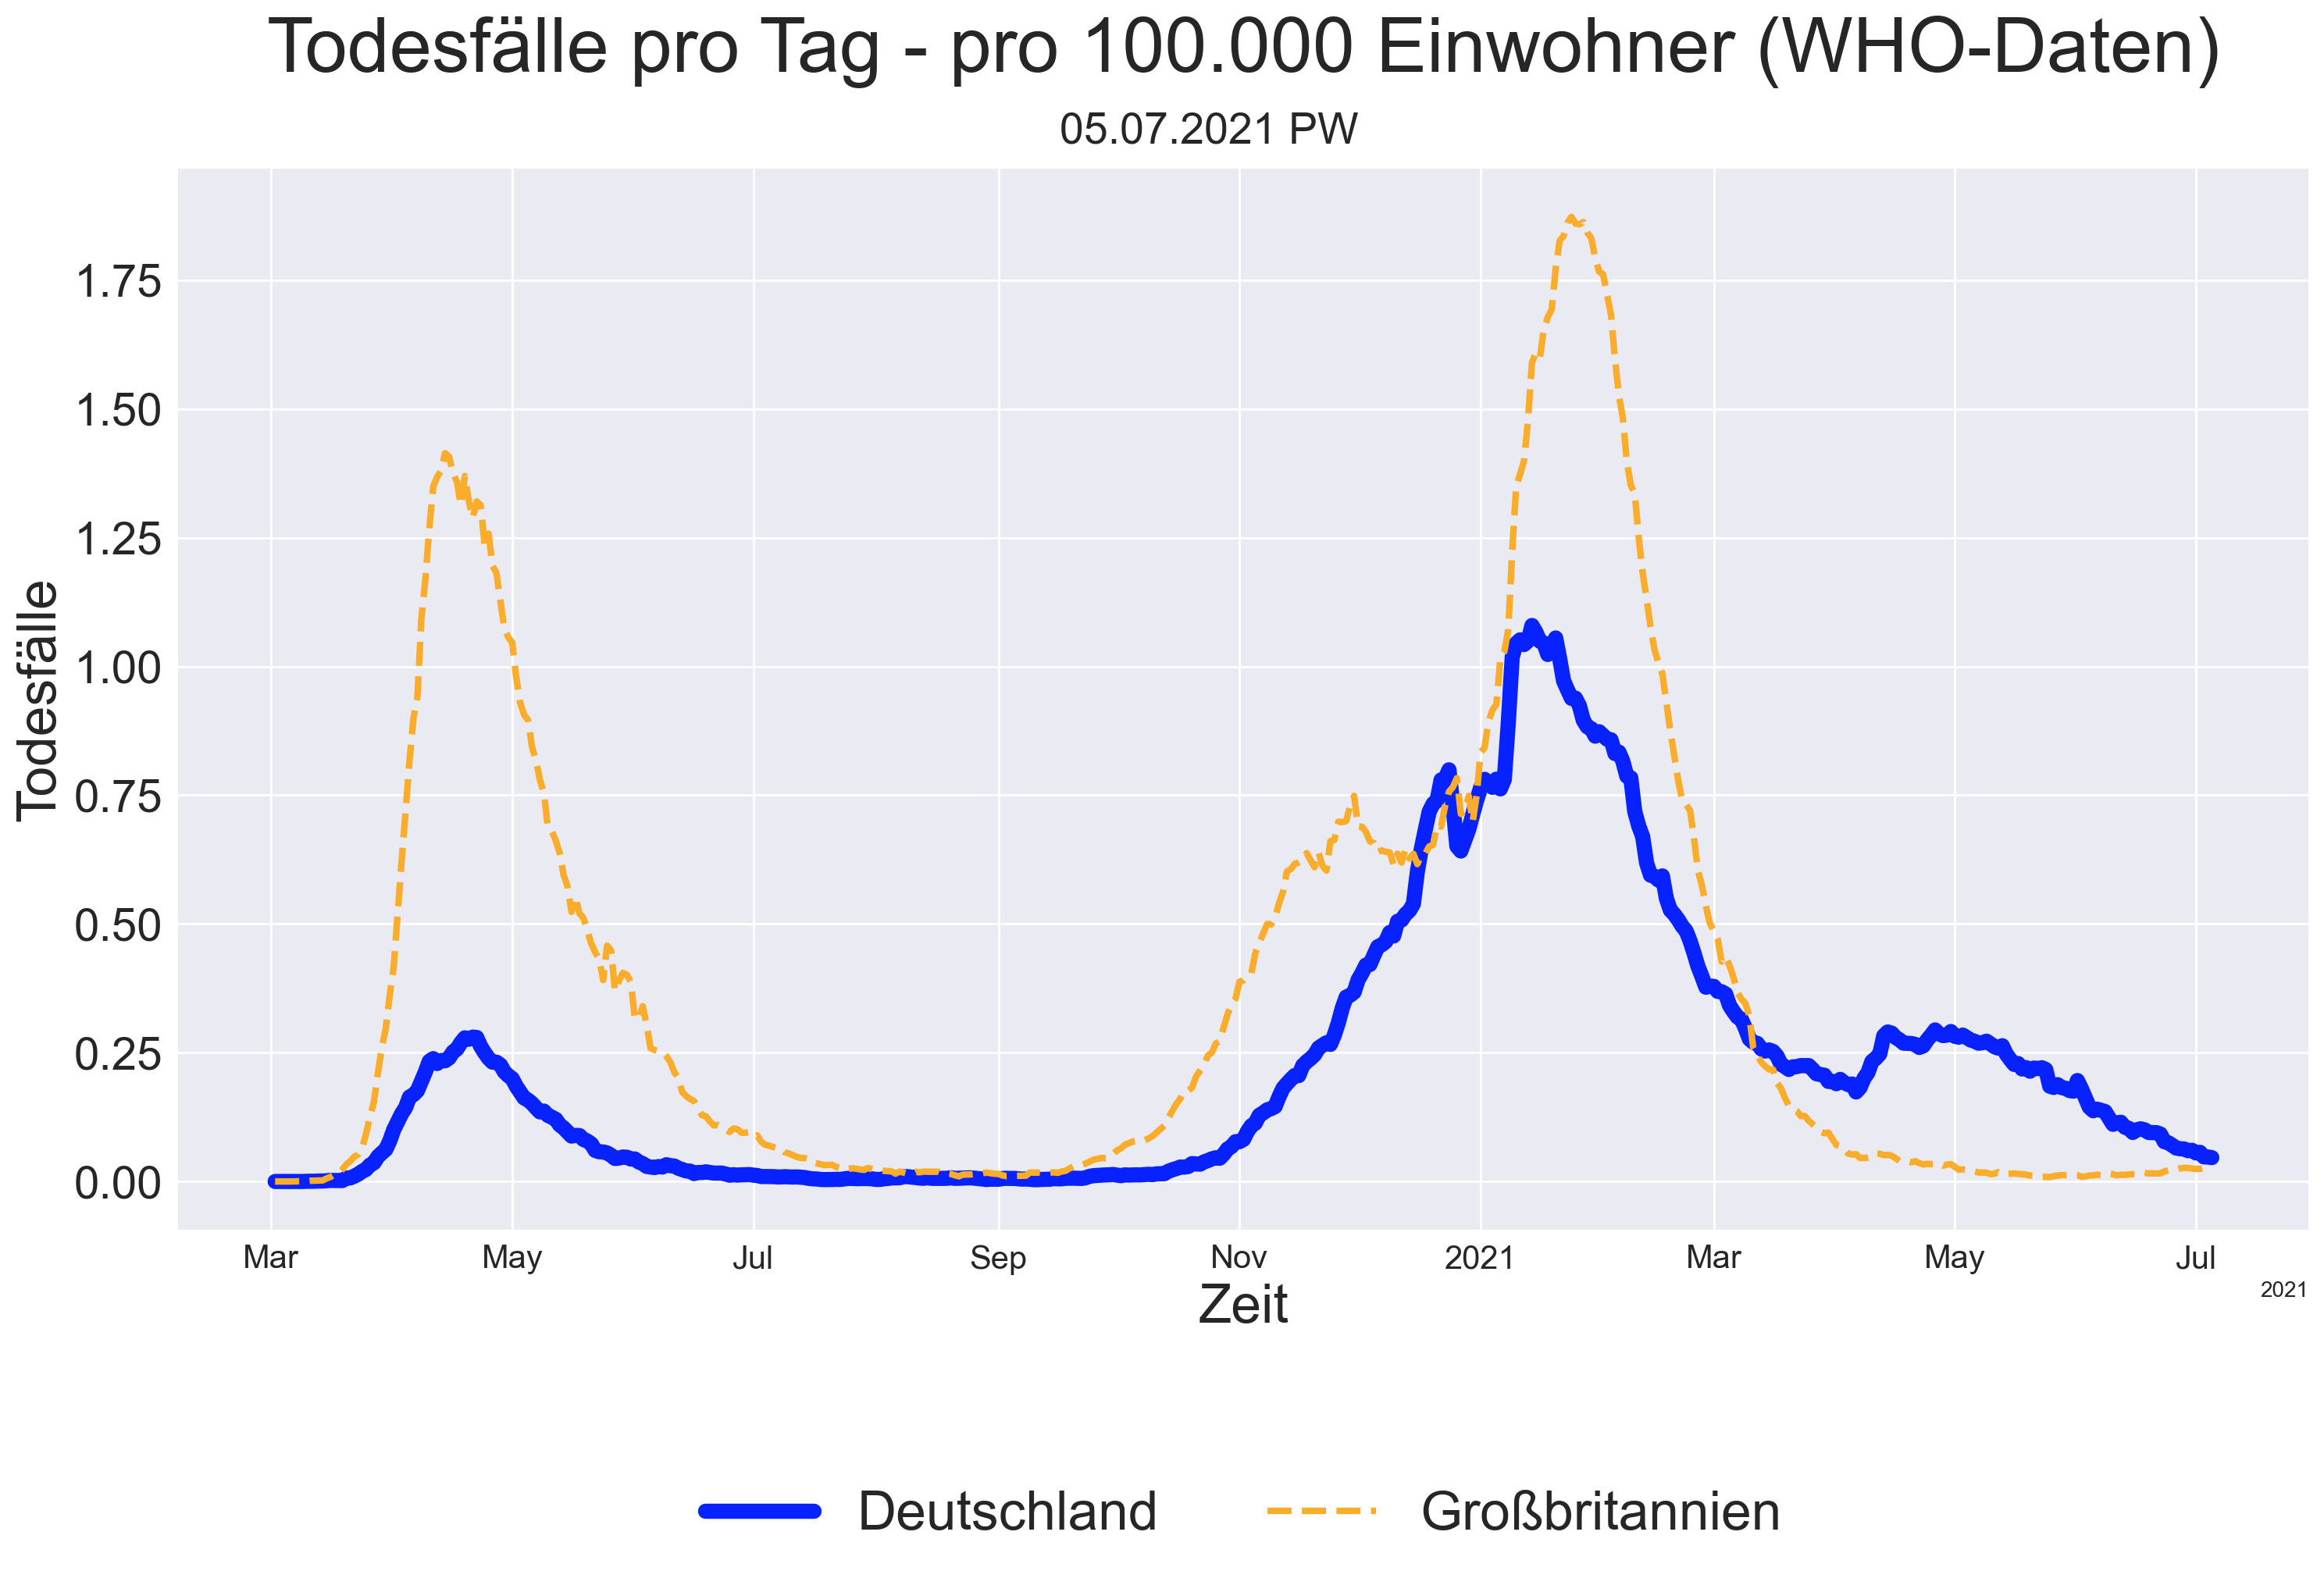 Todesfälle pro Tag - pro 100.000 Einwohner (WHO-Daten)
05.07.2021 PW
Todesfälle
1.75
1.50
1.25
1.00
0.75
0.50
0.25
0.00
Mar May Jul Sep Nov 2021 Mar May Jul
2021
Zeit
Deutschland Großbritannien